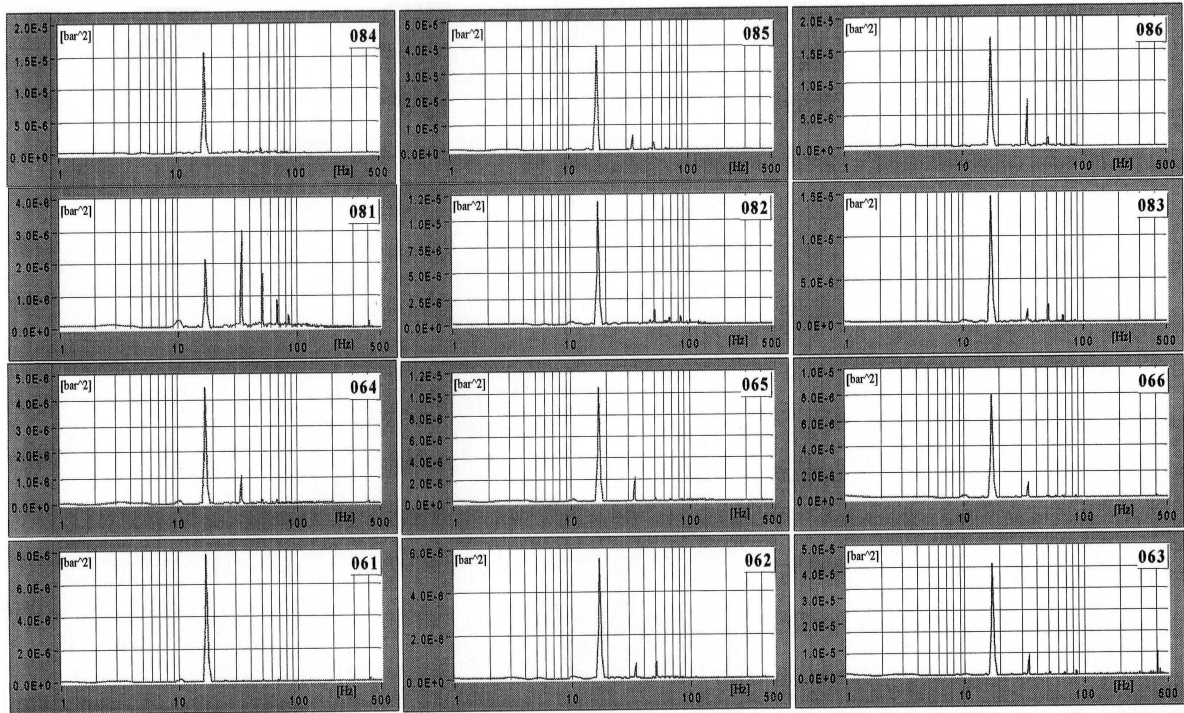 2.0E-5 [bar^2] 084
1.5E-5
1.0E-5
5.0E-6
0.0E+0 [Hz]
1 10 100 500
5.0E-5 [bar^2] 085
4.0E-5
3.0E-5
2.0E-5
1.0E-5
0.0E+0 [Hz]
1 10 100 500
2.0E-5 [bar^2] 086
1.5E-5
1.0E-5
5.0E-6
0.0E+0 [Hz]
1 10 100 500
4.0E-6 [bar^2] 081
3.0E-6
2.0E-6
1.0E-6
0.0E+0 [Hz]
1 10 100 500
1.2E-5 [bar^2] 082
1.0E-5
7.5E-6
5.0E-6
2.5E-6
0.0E+0 [Hz]
1 10 100 500
1.5E-5 [bar^2] 083
1.0E-5
5.0E-6
0.0E+0 [Hz]
1 10 100 500
5.0E-6 [bar^2] 064
4.0E-6
3.0E-6
2.0E-6
1.0E-6
0.0E+0 [Hz]
1 10 100 500
1.2E-5 [bar^2] 065
1.0E-5
8.0E-6
6.0E-6
4.0E-6
2.0E-6
0.0E+0 [Hz]
1 10 100 500
1.0E-5 [bar^2] 066
8.0E-6
6.0E-6
4.0E-6
2.0E-6
0.0E+0 [Hz]
1 10 100 500
8.0E-6 [bar^2] 061
6.0E-6
4.0E-6
2.0E-6
0.0E+0 [Hz]
1 10 100 500
6.0E-6 [bar^2] 062
4.0E-6
2.0E-6
0.0E+0 [Hz]
1 10 100 500
5.0E-5 [bar^2] 063
4.0E-5
3.0E-5
2.0E-5
1.0E-5
0.0E+0 [Hz]
1 10 100 500